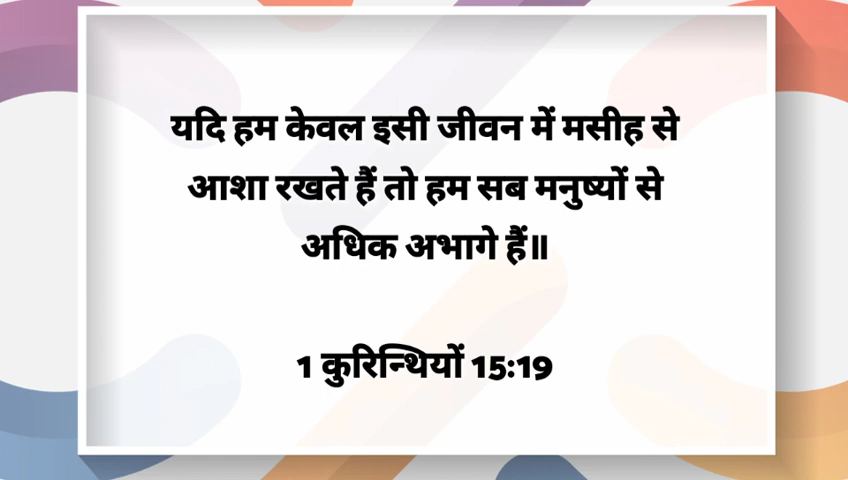 यदि हम केवल इसी जीवन में मसीह से
आशा रखते हैं तो हम सब मनुष्यों से
अधिक अभागे हैं॥
1 कुरिन्थियों 15:19